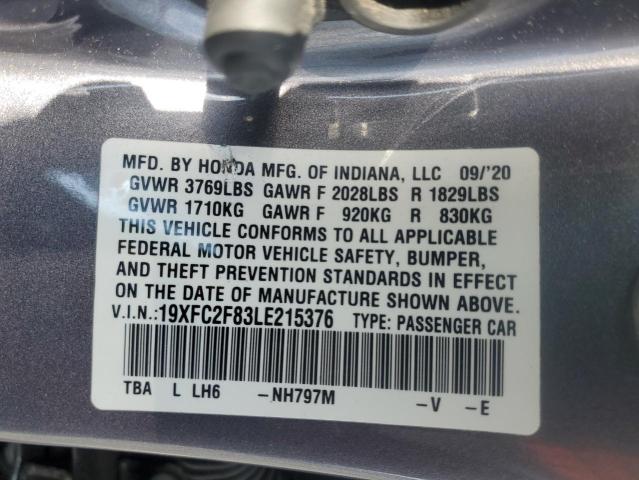 MFD. BY HONDA MFG. OF INDIANA, LLC 09/'20
GVWR 3769LBS GAWR F 2028LBS R 1829LBS
GVWR 1710KG GAWR F 920KG R 830KG
THIS VEHICLE CONFORMS TO ALL APPLICABLE
FEDERAL MOTOR VEHICLE SAFETY, BUMPER,
AND THEFT PREVENTION STANDARDS IN EFFECT
ON THE DATE OF MANUFACTURE SHOWN ABOVE.
V.I.N.:19XFC2F83LE215376 TYPE: PASSENGER CAR
TBA L LH6 -NH797M -V -E